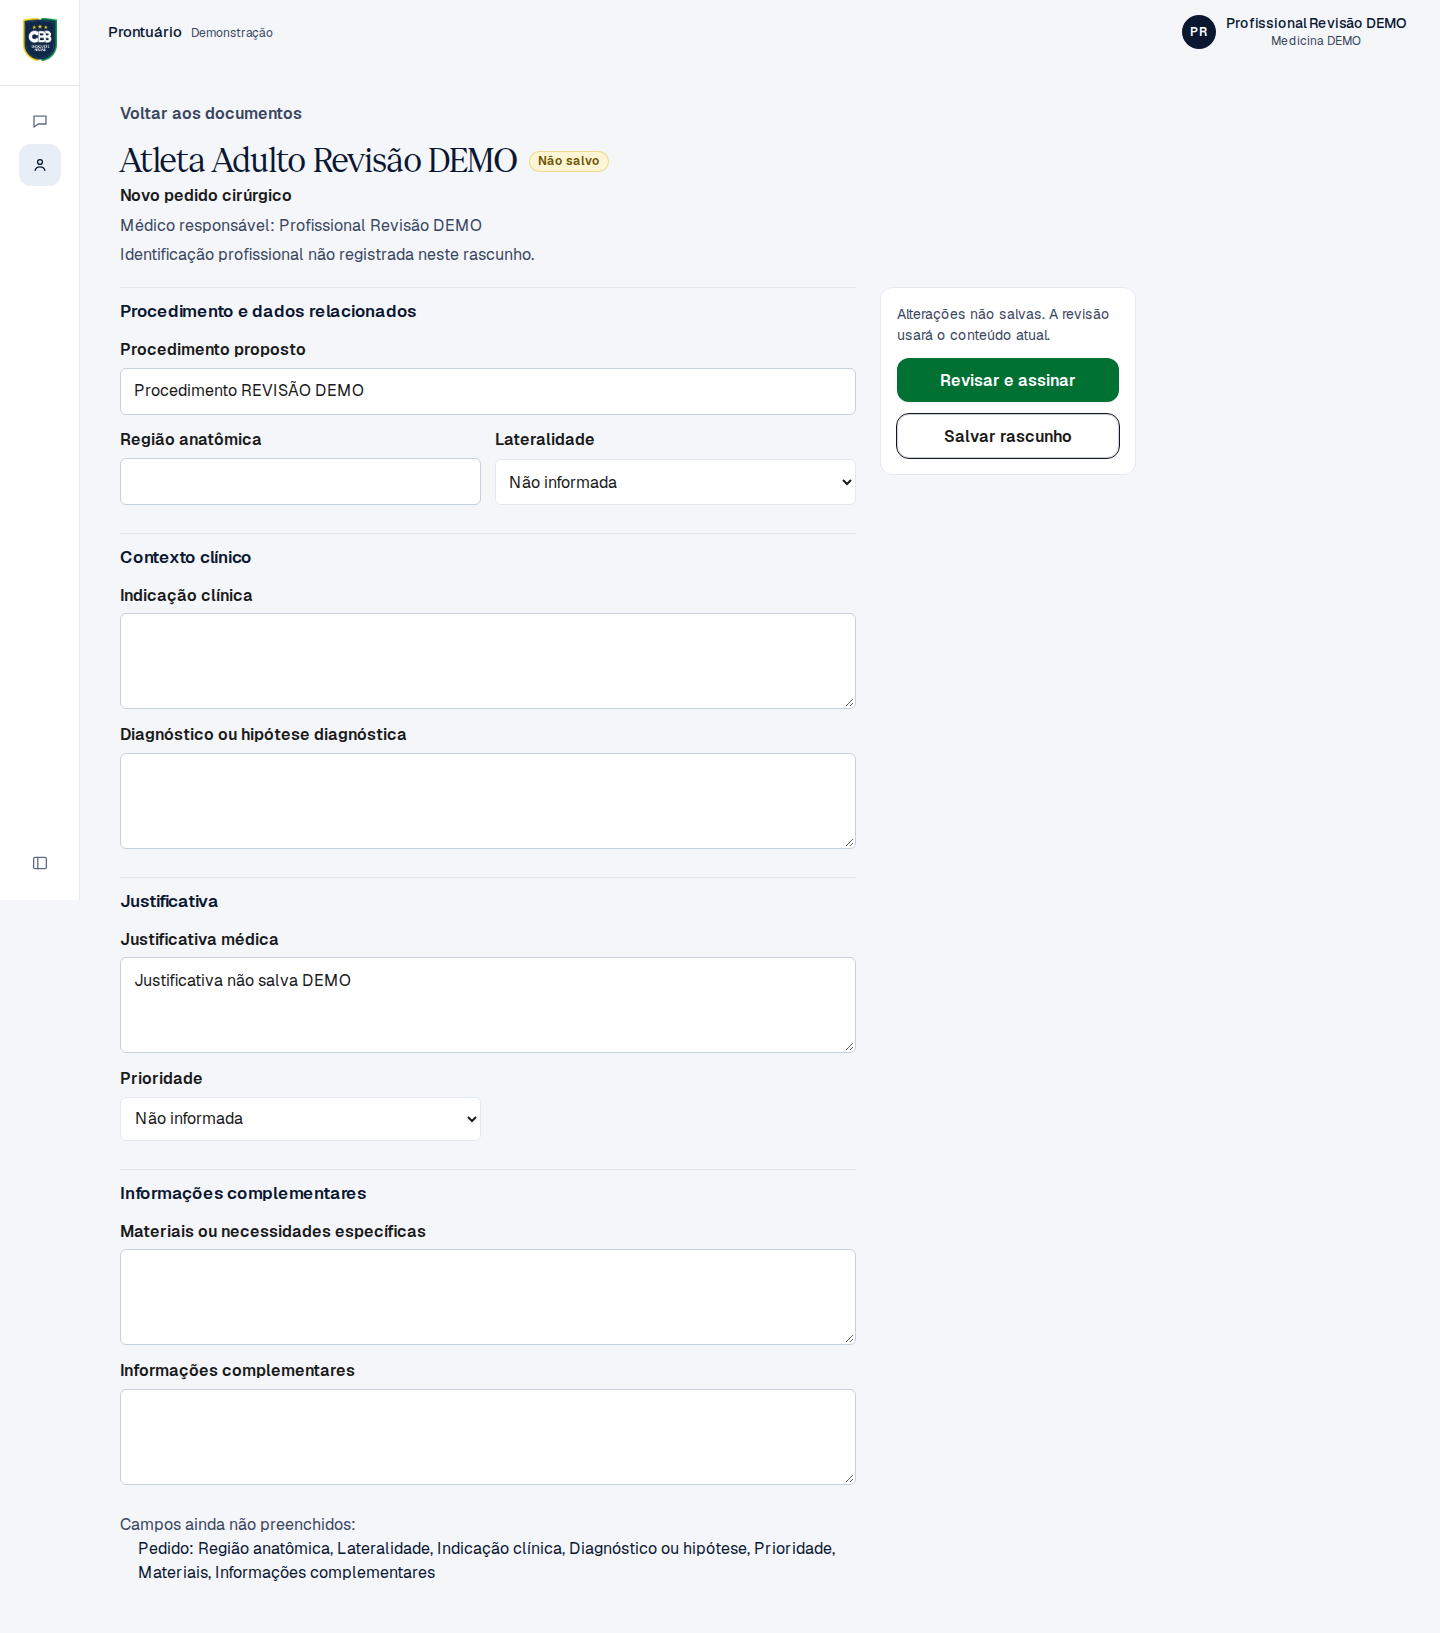 CBB
Prontuário Demonstração
PR
Profissional Revisão DEMO
Medicina DEMO
Voltar aos documentos
Atleta Adulto Revisão DEMO Não salvo
Novo pedido cirúrgico
Médico responsável: Profissional Revisão DEMO
Identificação profissional não registrada neste rascunho.
Procedimento e dados relacionados
Procedimento proposto
Procedimento REVISÃO DEMO
Região anatômica
Lateralidade
Não informada
Contexto clínico
Indicação clínica
Diagnóstico ou hipótese diagnóstica
Justificativa
Justificativa médica
Justificativa não salva DEMO
Prioridade
Não informada
Informações complementares
Materiais ou necessidades específicas
Informações complementares
Campos ainda não preenchidos:
Pedido: Região anatômica, Lateralidade, Indicação clínica, Diagnóstico ou hipótese, Prioridade,
Materiais, Informações complementares
Alterações não salvas. A revisão
usará o conteúdo atual.
Revisar e assinar
Salvar rascunho